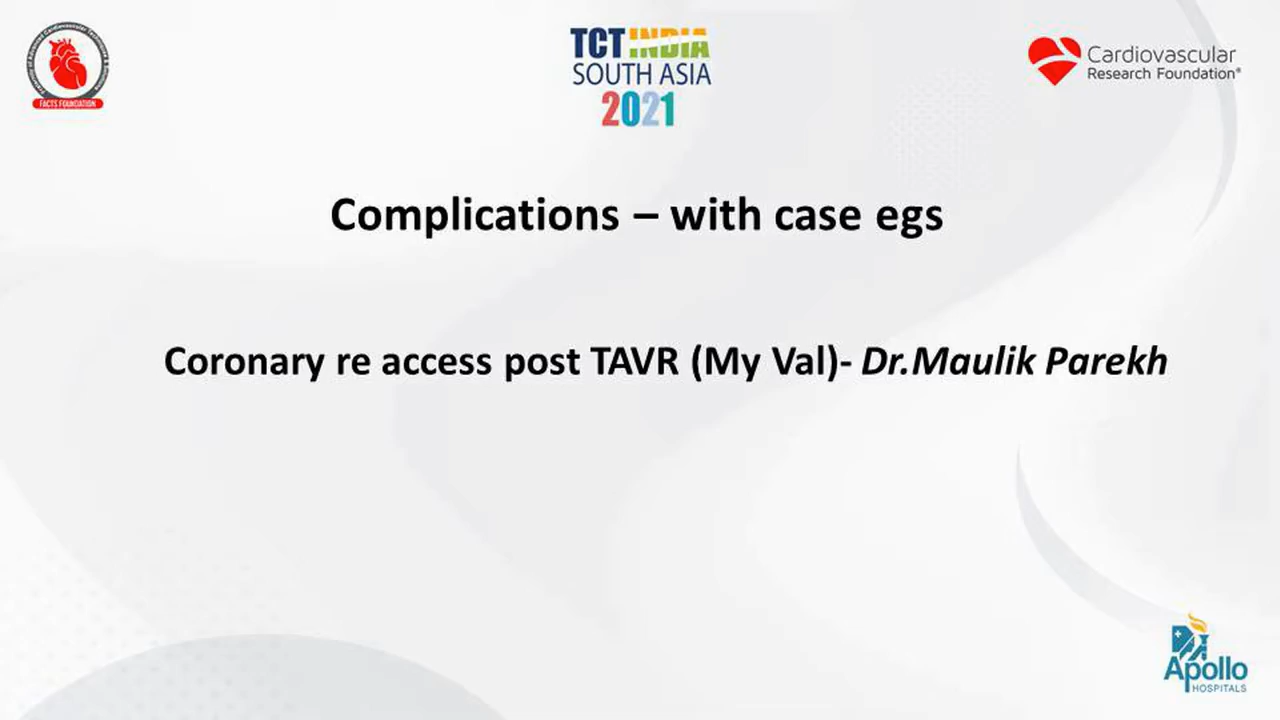 FACTS FOUNDATION
TCT INDIA
SOUTH ASIA
2021
Cardiovascular
Research Foundation®
Complications – with case egs
Coronary re access post TAVR (My Val)- Dr.Maulik Parekh
Apollo
HOSPITALS